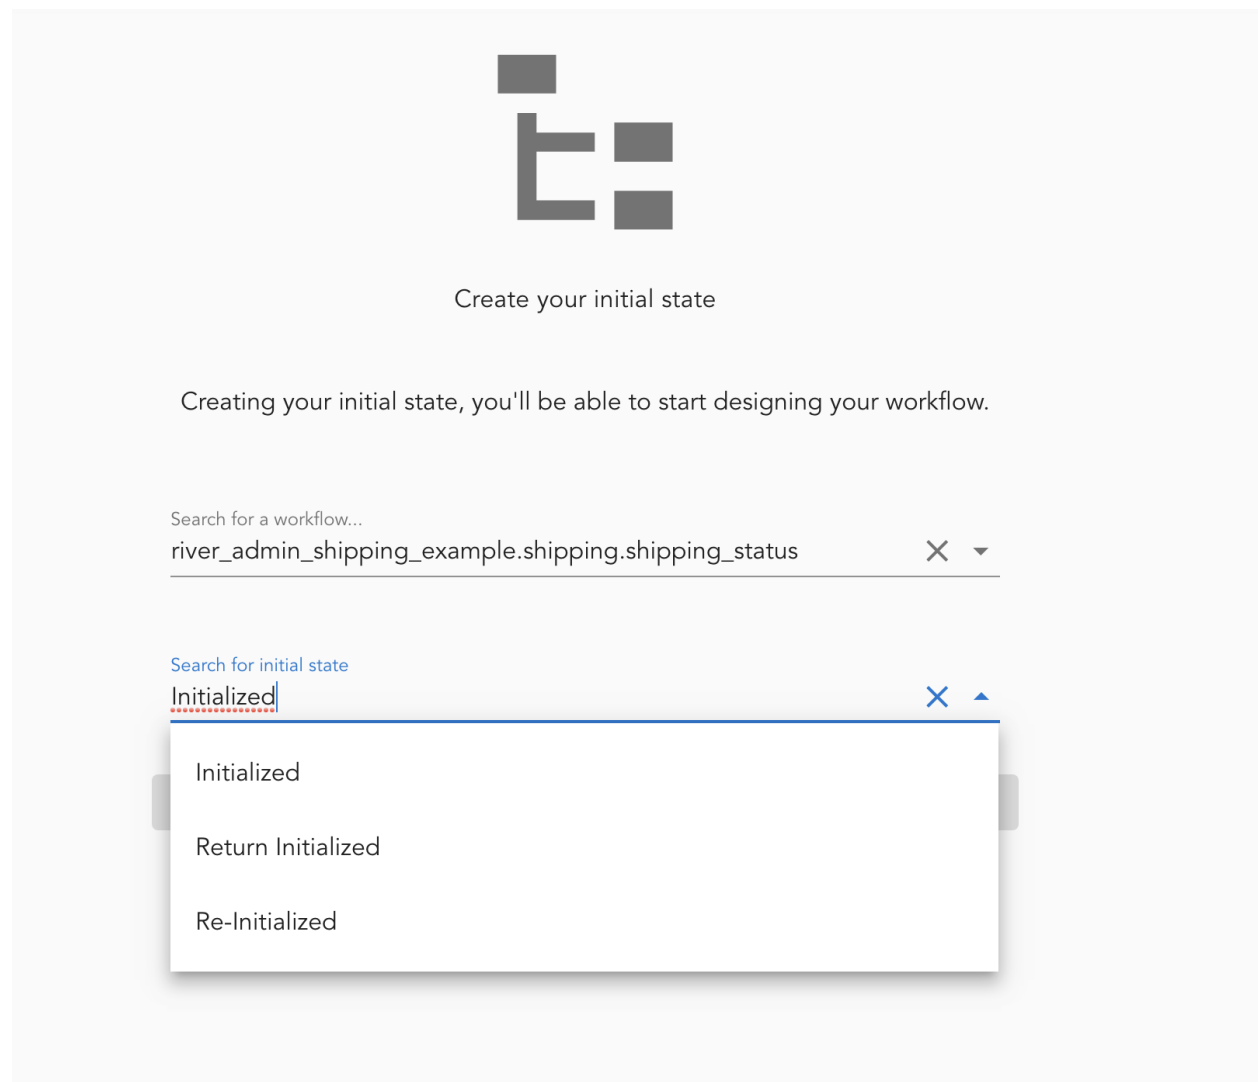 Create your initial state
Creating your initial state, you'll be able to start designing your workflow.
Search for a workflow...
river_admin_shipping_example.shipping.shipping_status
Search for initial state
Initialized
Initialized
Return Initialized
Re-Initialized